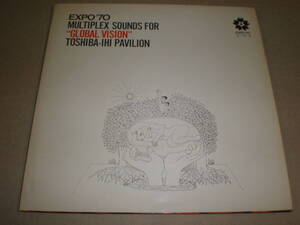 EXPO'70
MULTIPLEX SOUNDS FOR
"GLOBAL VISION"
TOSHIBA-IHI PAVILION